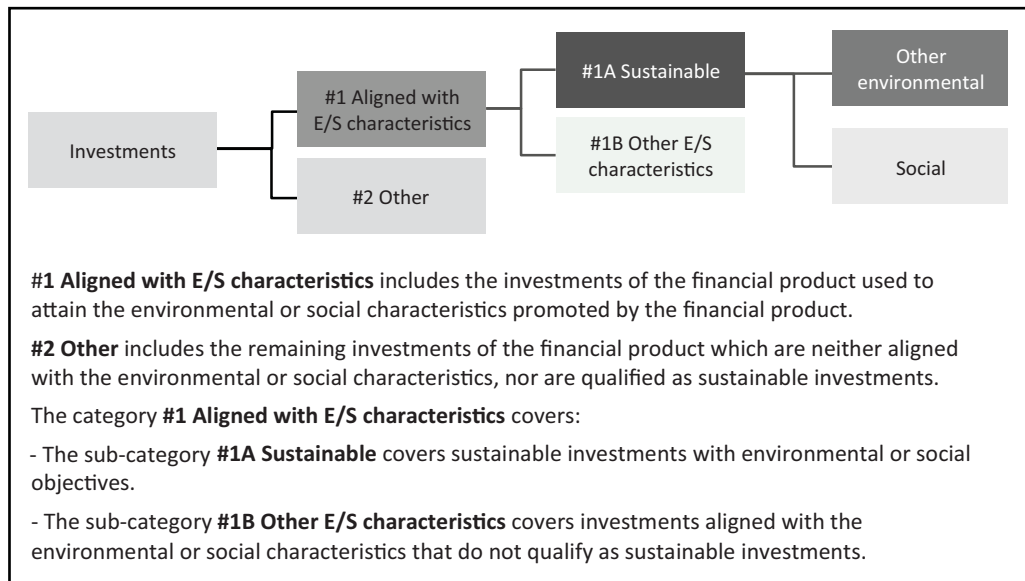 Investments
#1 Aligned with
E/S characteristics
#2 Other
#1A Sustainable
#1B Other E/S
characteristics
Other
environmental
Social
#1 Aligned with E/S characteristics includes the investments of the financial product used to
attain the environmental or social characteristics promoted by the financial product.
#2 Other includes the remaining investments of the financial product which are neither aligned
with the environmental or social characteristics, nor are qualified as sustainable investments.
The category #1 Aligned with E/S characteristics covers:
- The sub-category #1A Sustainable covers sustainable investments with environmental or social
objectives.
- The sub-category #1B Other E/S characteristics covers investments aligned with the
environmental or social characteristics that do not qualify as sustainable investments.